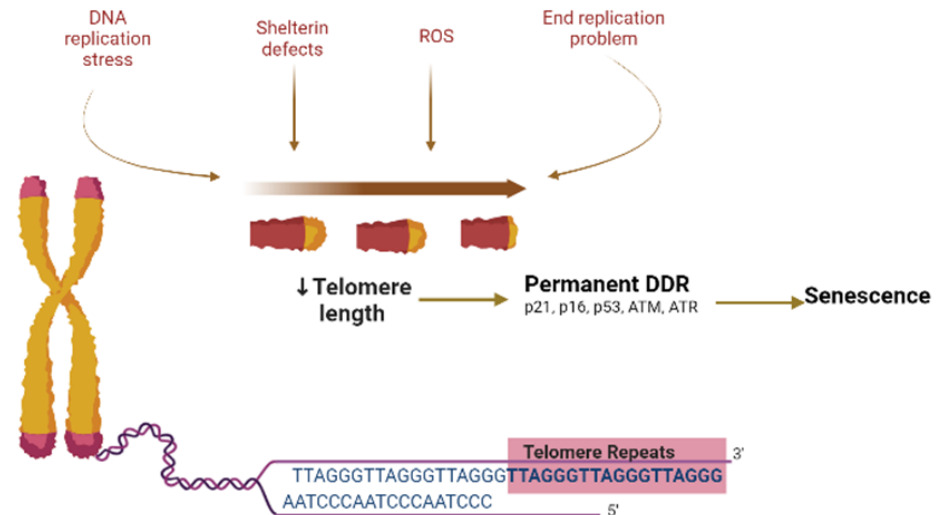 DNA
replication
stress
Shelterin
defects
ROS
End replication
problem
↓ Telomere
length
Permanent DDR
p21, p16, p53, ATM, ATR
Senescence
Telomere Repeats
3'
TTAGGGTTAGGGTTAGGGTTAGGGTTAGGGTTAGGG
AATCCCAATCCCAATCCC
5'